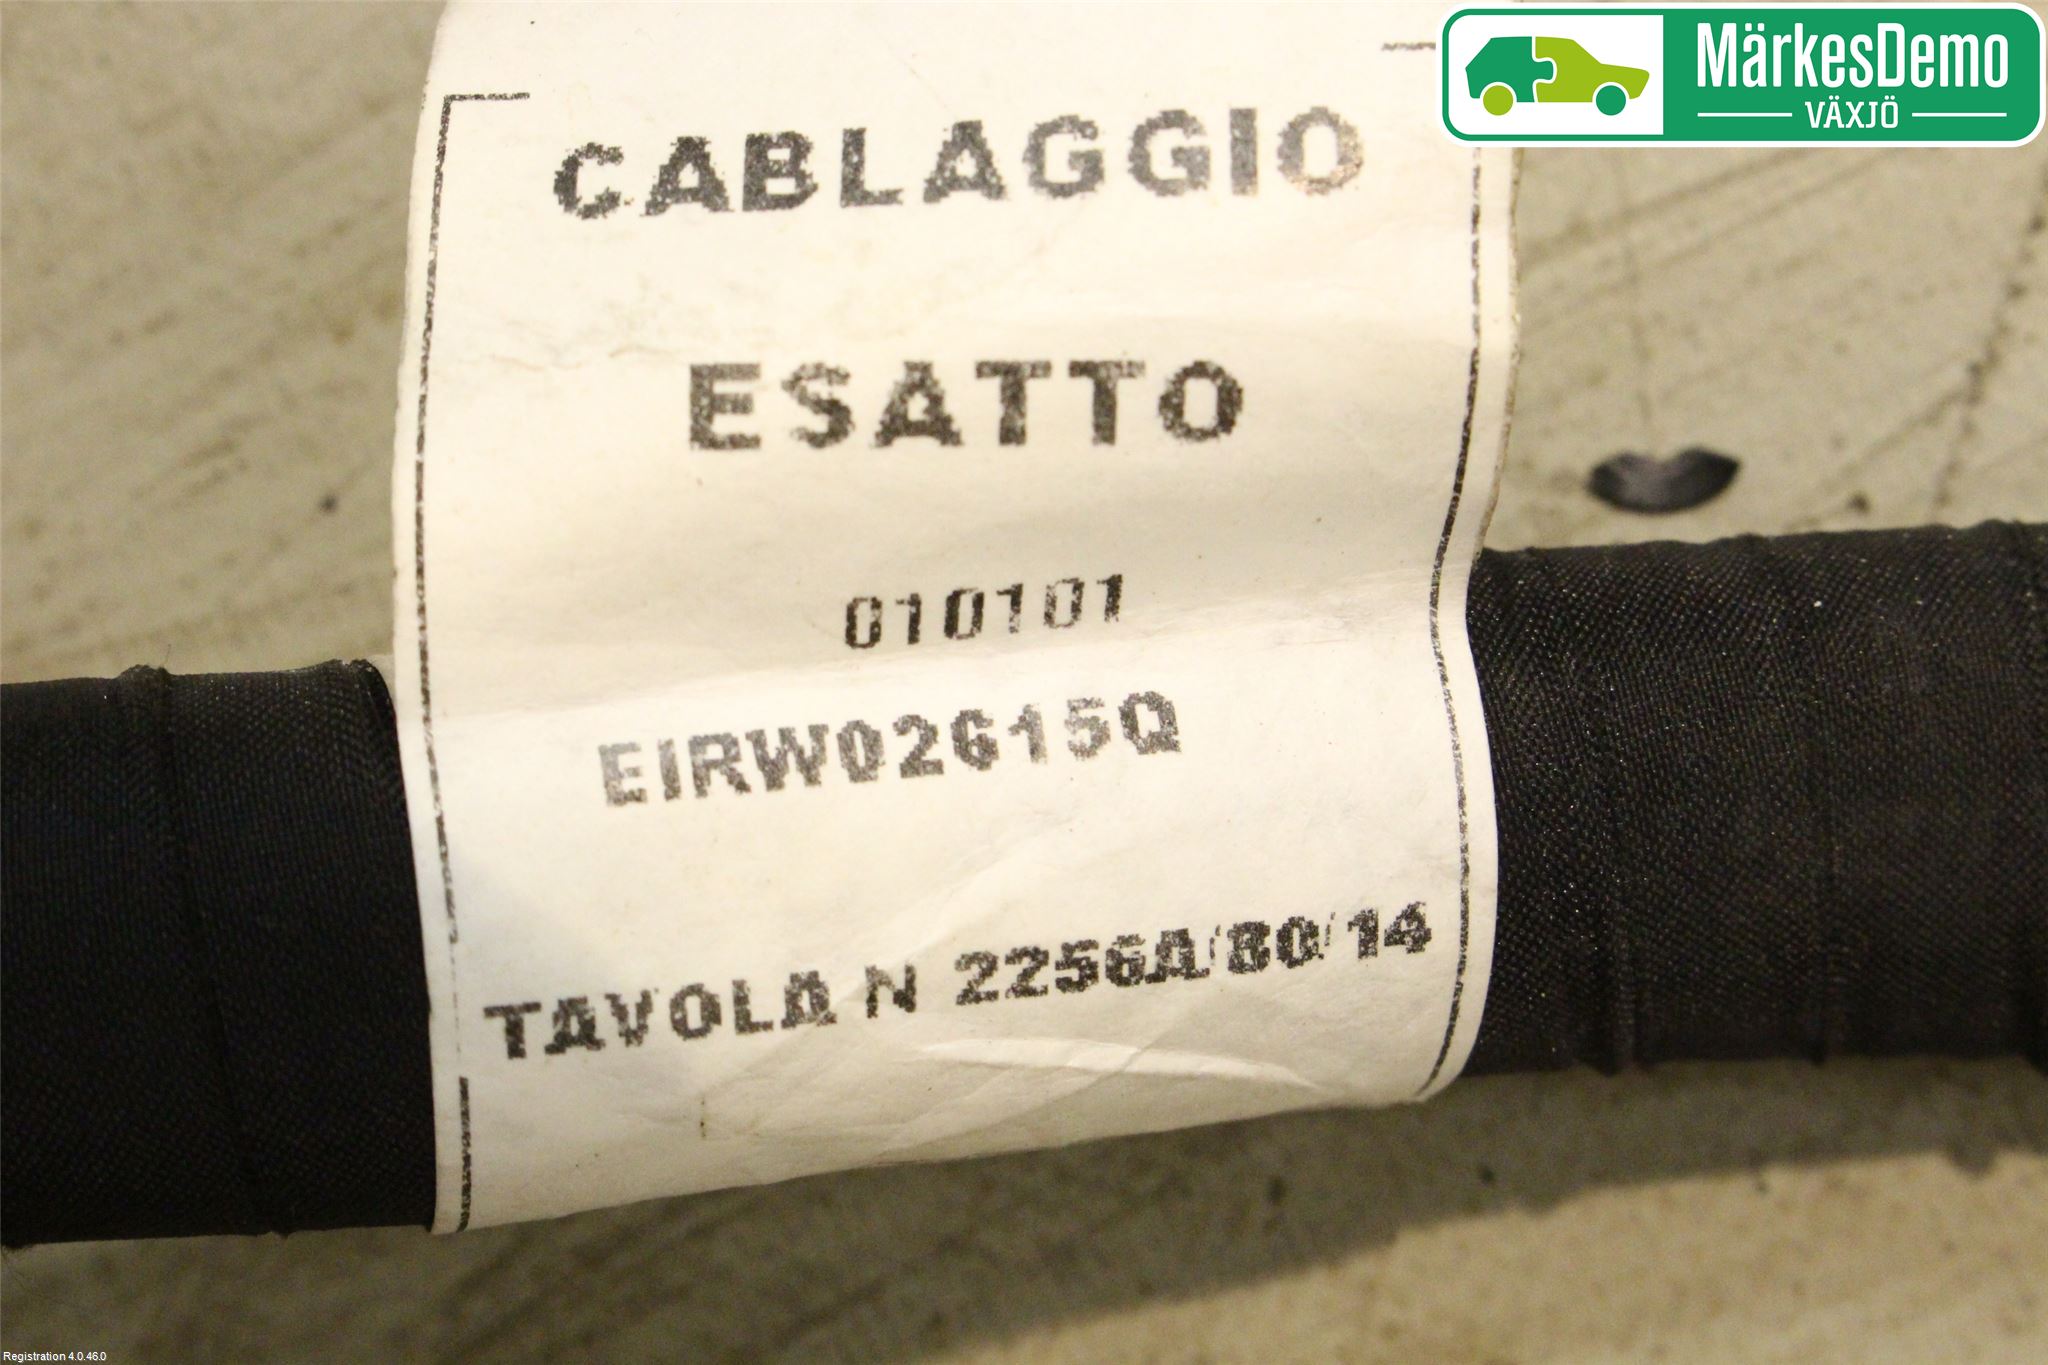 MärkesDemo
VÄXJÖ
CABLAGGIO
ESATTO
010101
EIRW02615Q
TAVOLA N 2256A/80/14
Registration 4.0.46.0